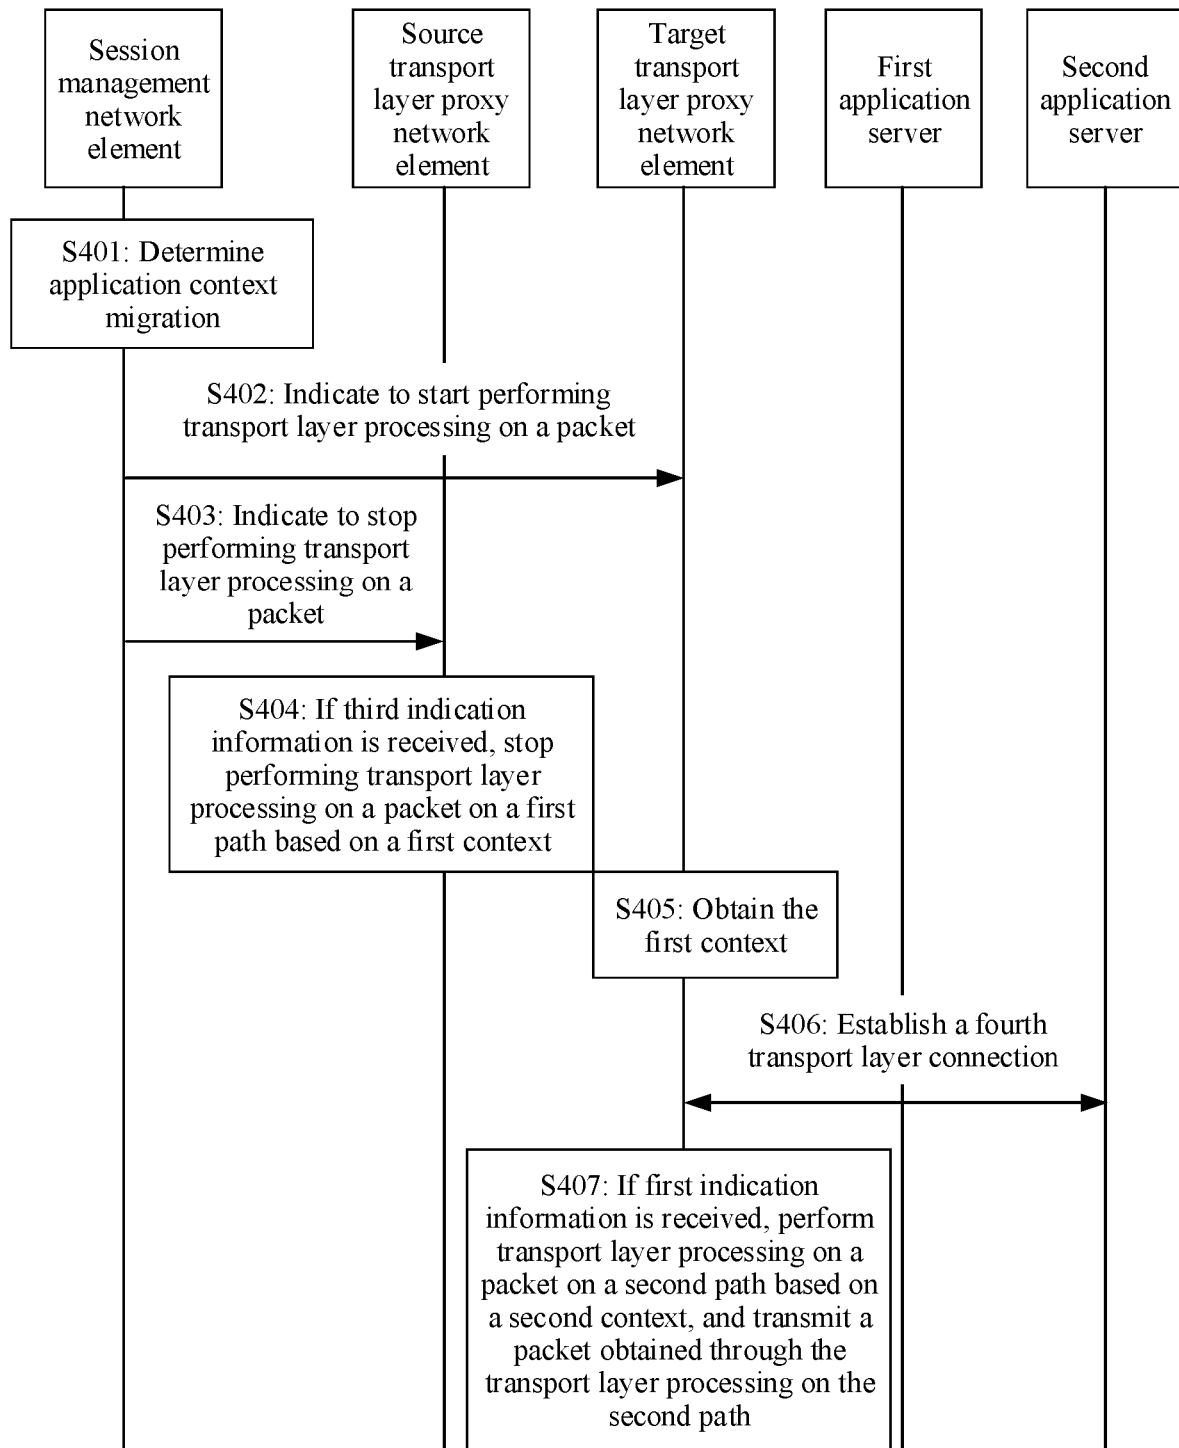 Session
management
network
element
Source
transport
layer proxy
network
element
Target
transport
layer proxy
network
element
First
application
server
Second
application
server
S401: Determine
application context
migration
S402: Indicate to start performing
transport layer processing on a packet
S403: Indicate to stop
performing transport
layer processing on a
packet
S404: If third indication
information is received, stop
performing transport layer
processing on a packet on a first
path based on a first context
S405: Obtain the
first context
S406: Establish a fourth
transport layer connection
S407: If first indication
information is received, perform
transport layer processing on a
packet on a second path based on
a second context, and transmit a
packet obtained through the
transport layer processing on the
second path